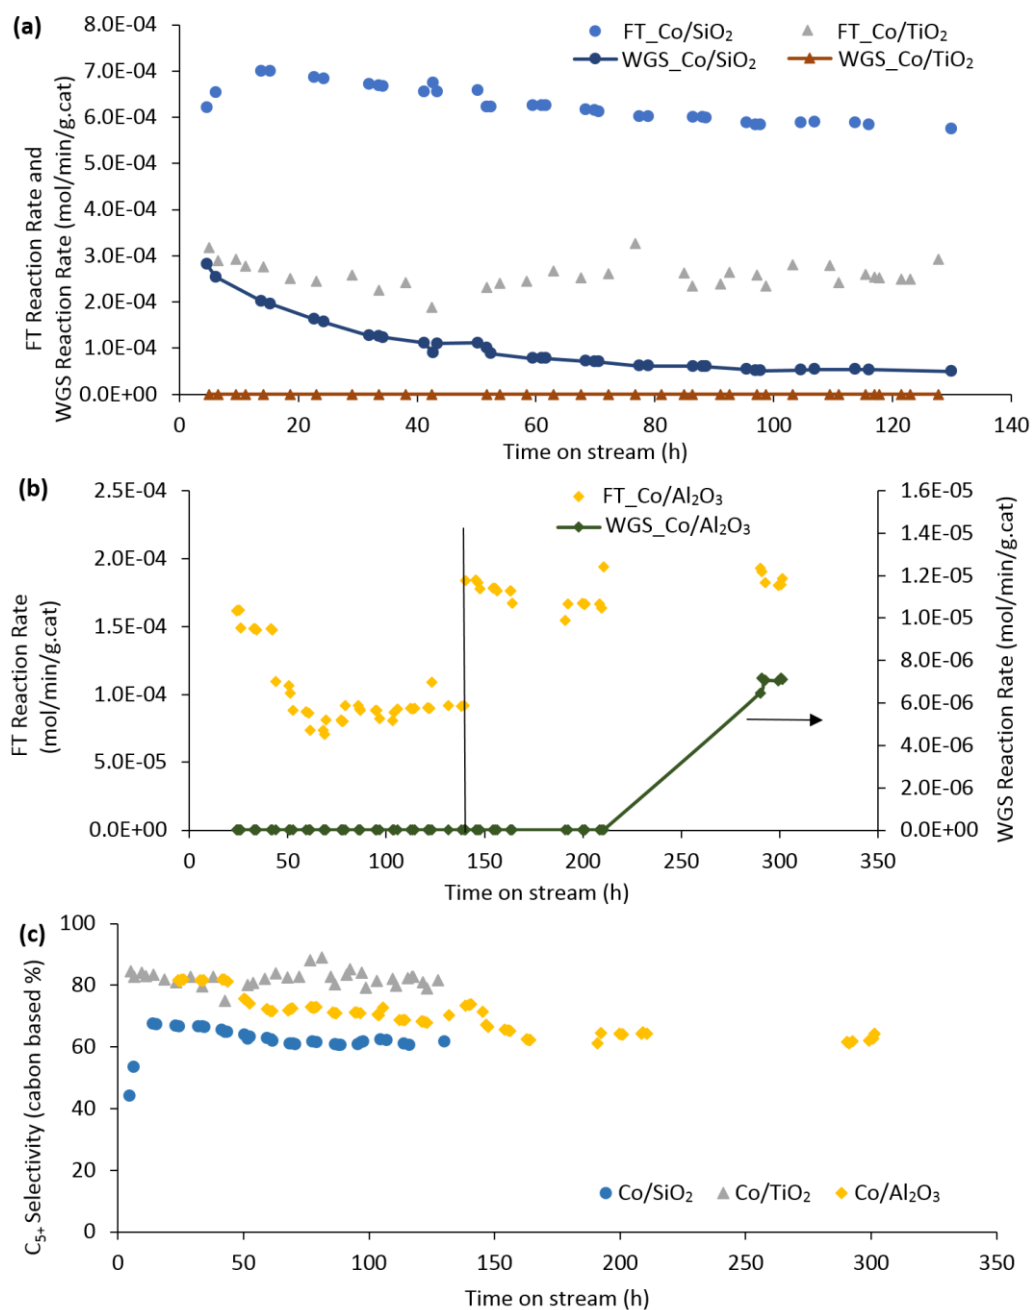 (a)
8.0E-04
7.0E-04
6.0E-04
5.0E-04
4.0E-04
3.0E-04
2.0E-04
1.0E-04
0.0E+00
FT Reaction Rate and
WGS Reaction Rate (mol/min/g.cat)
FT_Co/SiO₂ FT_Co/TiO₂
WGS_Co/SiO₂ WGS_Co/TiO₂
0 20 40 60 80 100 120 140
Time on stream (h)
(b)
2.5E-04
2.0E-04
1.5E-04
1.0E-04
5.0E-05
0.0E+00
FT Reaction Rate
(mol/min/g.cat)
FT_Co/Al₂O₃
WGS_Co/Al₂O₃
1.6E-05
1.4E-05
1.2E-05
1.0E-05
8.0E-06
6.0E-06
4.0E-06
2.0E-06
0.0E+00
WGS Reaction Rate (mol/min/g.cat)
0 50 100 150 200 250 300 350
Time on stream (h)
(c)
100
80
60
40
20
0
C₅₊ Selectivity (cabon based %)
Co/SiO₂ Co/TiO₂ Co/Al₂O₃
0 50 100 150 200 250 300 350
Time on stream (h)